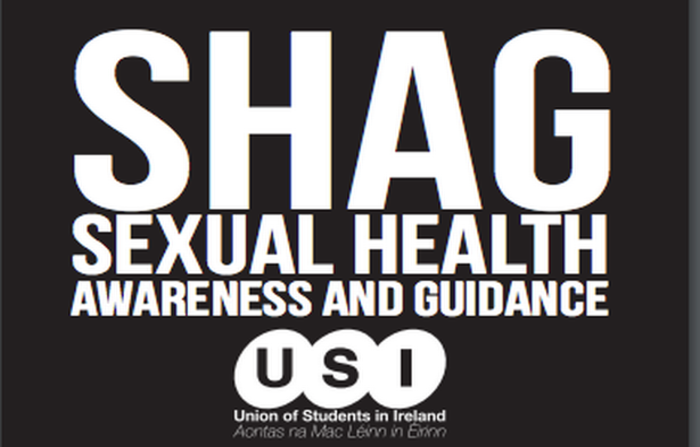 SHAG
SEXUAL HEALTH
AWARENESS AND GUIDANCE
USI
Union of Students in Ireland
Aontas na Mac Léinn in Éirinn